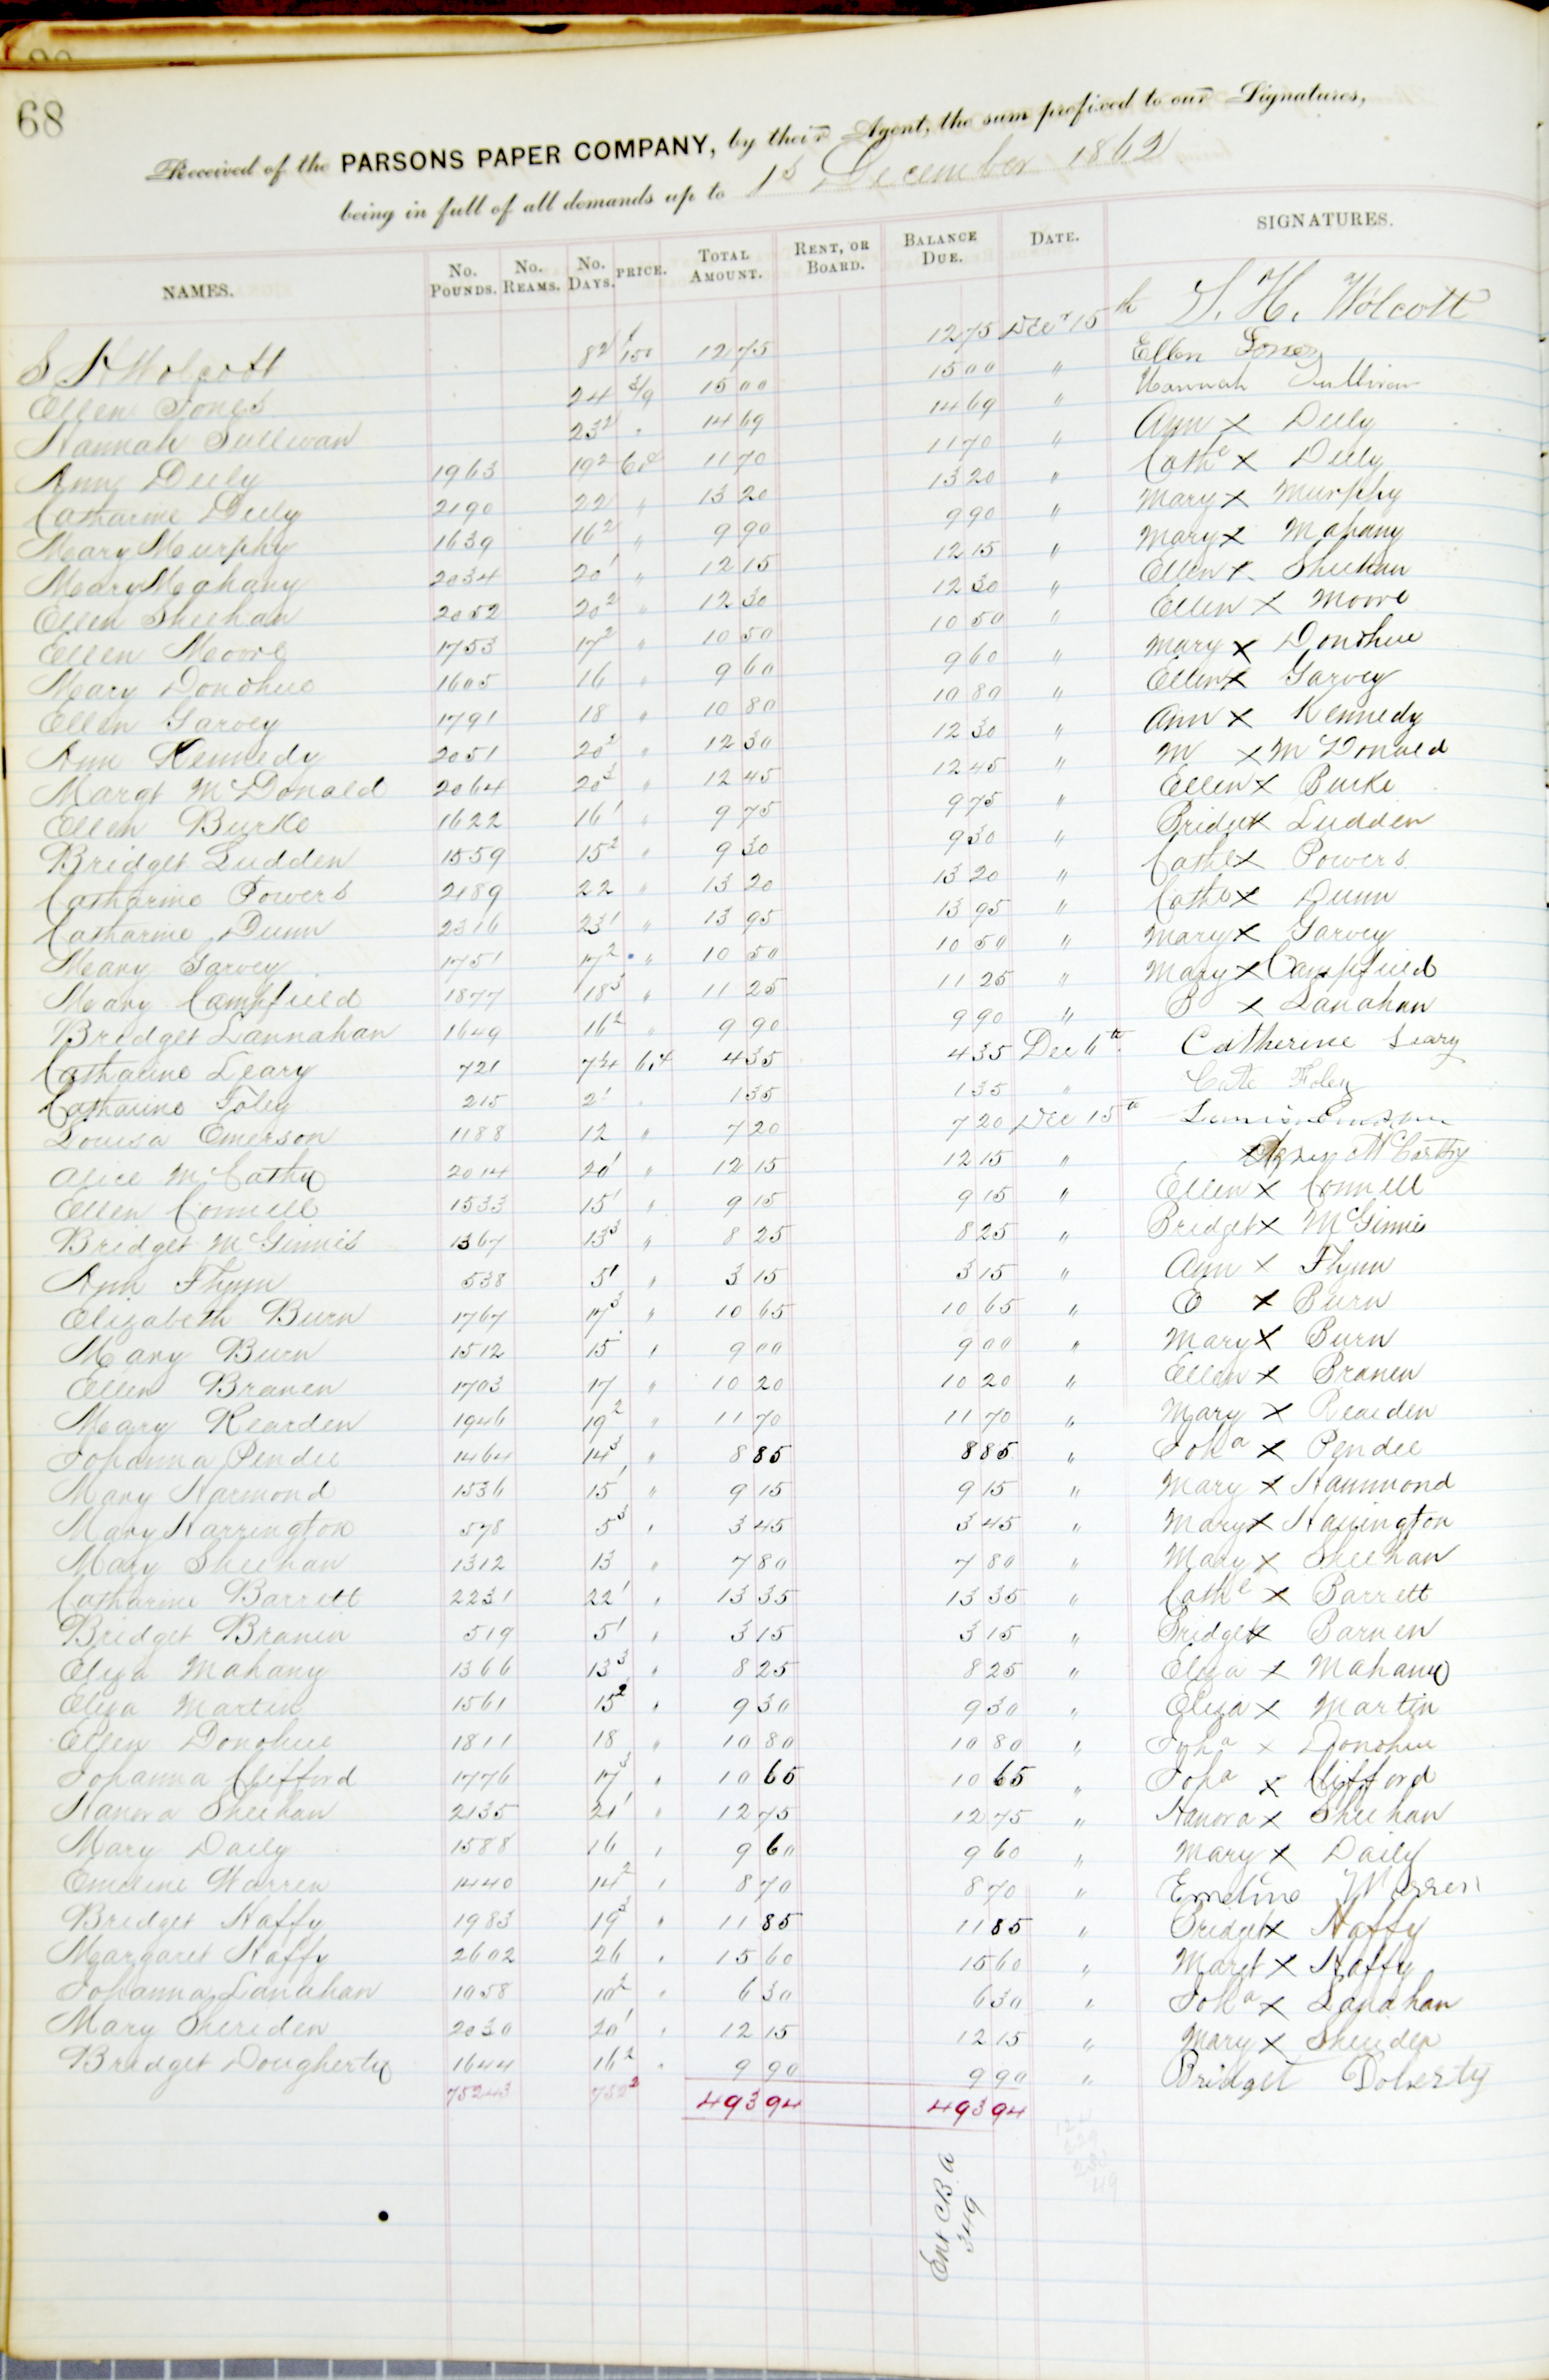 68
Received of the PARSONS PAPER COMPANY, by their Agent, the sum prefixed to our Signatures,
being in full of all demands up to 1st December 1862
NAMES. No. Pounds. No. Reams. No. Days. PRICE. Total Amount. Rent, or Board. Balance Due. Date. SIGNATURES.
S H Wolcott 8 2 1/150 12 75 12 75 Dec 15th S. H. Wolcott
Ellen Jones 24 3/9 15 00 15 00 " Ellen Jones
Hannah Sullivan 23 2 " 14 69 14 69 " Hannah Sullivan
Ann Deely 1963 19 2 6.0 11 70 11 70 " Ann X Deely
Catharine Deely 2190 22 " 13 20 13 20 " Cathe X Deely
Mary Murphy 1639 16 2 " 9 90 9 90 " Mary X Murphy
Mary Mahany 2034 20 1 " 12 15 12 15 " Mary X Mahany
Ellen Sheehan 2052 20 2 " 12 30 12 30 " Ellen X Sheehan
Ellen Moore 1753 17 2 " 10 50 10 50 " Ellen X Moore
Mary Donohue 1605 16 " 9 60 9 60 " Mary X Donohue
Ellen Garvey 1791 18 " 10 80 10 80 " Ellen X Garvey
Ann Kennedy 2051 20 2 " 12 30 12 30 " Ann X Kennedy
Margt McDonald 2064 20 3 " 12 45 12 45 " M X McDonald
Ellen Burke 1622 16 1 " 9 75 9 75 " Ellen X Burke
Bridget Ludden 1559 15 2 " 9 30 9 30 " Bridget X Ludden
Catharine Powers 2189 22 " 13 20 13 20 " Cathe X Powers
Catharine Dunn 2316 23 1 " 13 95 13 95 " Cathe X Dunn
Mary Garvey 1751 17 2 " 10 50 10 50 " Mary X Garvey
Mary Campfield 1877 18 3 " 11 25 11 25 " Mary X Campfield
Bridget Lannahan 1649 16 2 " 9 90 9 90 " B X Lanahan
Catharine Leary 721 7 1/4 6.0 4 35 4 35 Dec 6th Catherine Leary
Catharine Foley 215 2 1 " 1 35 1 35 " Cate Foley
Louisa Emerson 1188 12 " 7 20 7 20 Dec 15th Louisa Emerson
Alice McCathy 2014 20 1 " 12 15 12 15 " X McCarthy
Ellen Connell 1533 15 1 " 9 15 9 15 " Ellen X Connell
Bridget McGinnis 1367 13 3 " 8 25 8 25 " Bridget X McGinnis
Ann Flynn 538 5 1 " 3 15 3 15 " Ann X Flynn
Elizabeth Burn 1767 17 3 " 10 65 10 65 " E X Burn
Mary Burn 1512 15 " 9 00 9 00 " Mary X Burn
Ellen Branen 1703 17 " 10 20 10 20 " Ellen X Branen
Mary Rearden 1946 19 2 " 11 70 11 70 " Mary X Rearden
Johanna Pendee 1464 14 3 " 8 85 8 85 " Joha X Pendee
Mary Harmond 1536 15 1 " 9 15 9 15 " Mary X Hammond
Mary Harrington 578 5 3 " 3 45 3 45 " Mary X Harrington
Mary Sheehan 1312 13 " 7 80 7 80 " Mary X Sheehan
Catharine Barrett 2231 22 1 " 13 35 13 35 " Cathe X Barrett
Bridget Branin 519 5 1 " 3 15 3 15 " Bridget X Barnen
Eliza Mahany 1366 13 3 " 8 25 8 25 " Eliza X Mahany
Eliza Martin 1561 15 2 " 9 30 9 30 " Eliza X Martin
Ellen Donohue 1811 18 " 10 80 10 80 " Joha X Donohue
Johanna Clifford 1776 17 3 " 10 65 10 65 " Joha X Clifford
Hanora Sheehan 2135 21 1 " 12 75 12 75 " Hanora X Sheehan
Mary Daily 1588 16 " 9 60 9 60 " Mary X Daily
Emeline Warren 1440 14 2 " 8 70 8 70 " Emeline Warren
Bridget Haffy 1983 19 3 " 11 85 11 85 " Bridget X Haffy
Margaret Haffy 2602 26 " 15 60 15 60 " Margt X Haffy
Johanna Lanahan 1058 10 2 " 6 30 6 30 " Joha X Lanahan
Mary Sheriden 2030 20 1 " 12 15 12 15 " Mary X Sheriden
Bridget Dougherty 1644 16 2 " 9 90 9 90 " Bridget Doherty
75243 752 2 493 94 493 94
Ent CB a
349